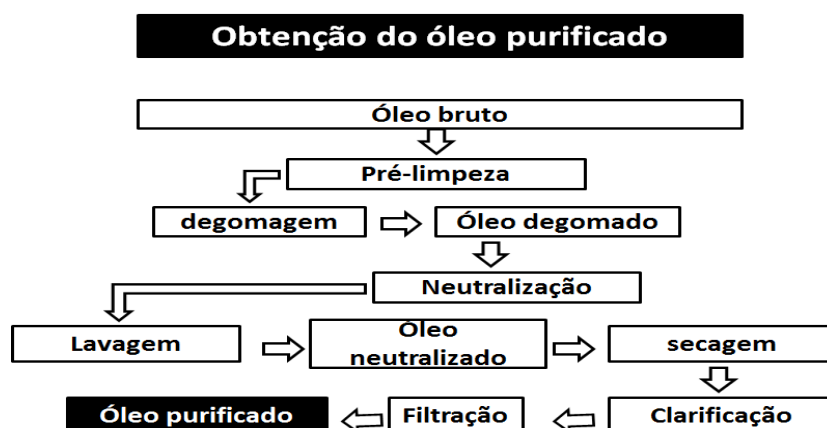 Obtenção do óleo purificado
Óleo bruto
Pré-limpeza
degomagem
Óleo degomado
Neutralização
Lavagem
Óleo
neutralizado
secagem
Clarificação
Filtração
Óleo purificado